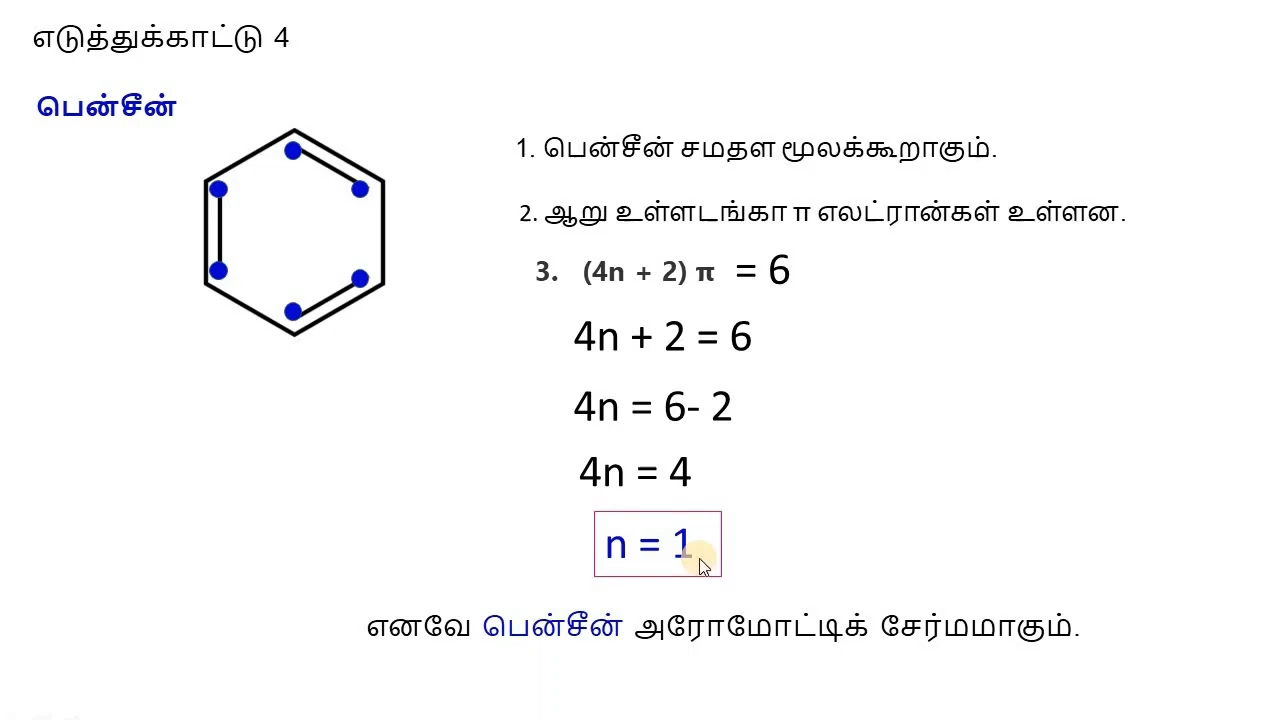 எடுத்துக்காட்டு 4
பென்சீன்
1. பென்சீன் சமதள மூலக்கூறாகும்.
2. ஆறு உள்ளடங்கா π எலட்ரான்கள் உள்ளன.
3. (4n + 2) π = 6
4n + 2 = 6
4n = 6- 2
4n = 4
n = 1
எனவே பென்சீன் அரோமோட்டிக் சேர்மமாகும்.